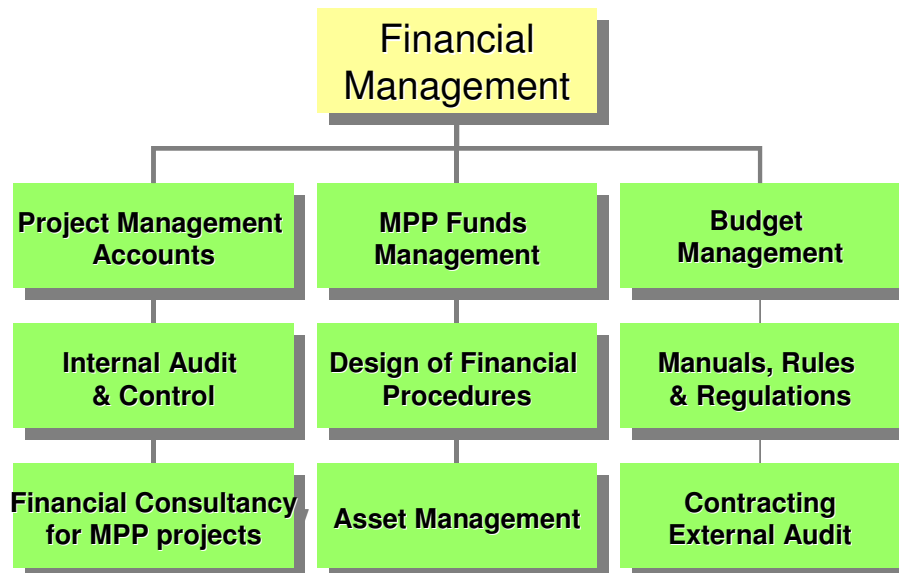 Financial
Management
Project Management
Accounts
MPP Funds
Management
Budget
Management
Internal Audit
& Control
Design of Financial
Procedures
Manuals, Rules
& Regulations
Financial Consultancy
for MPP projects
Asset Management
Contracting
External Audit